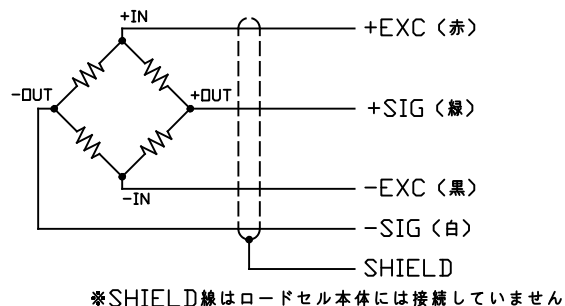 +IN
+EXC (赤)
-OUT
+OUT
+SIG (緑)
-EXC (黒)
-IN
-SIG (白)
SHIELD
※SHIELD線はロードセル本体には接続していません